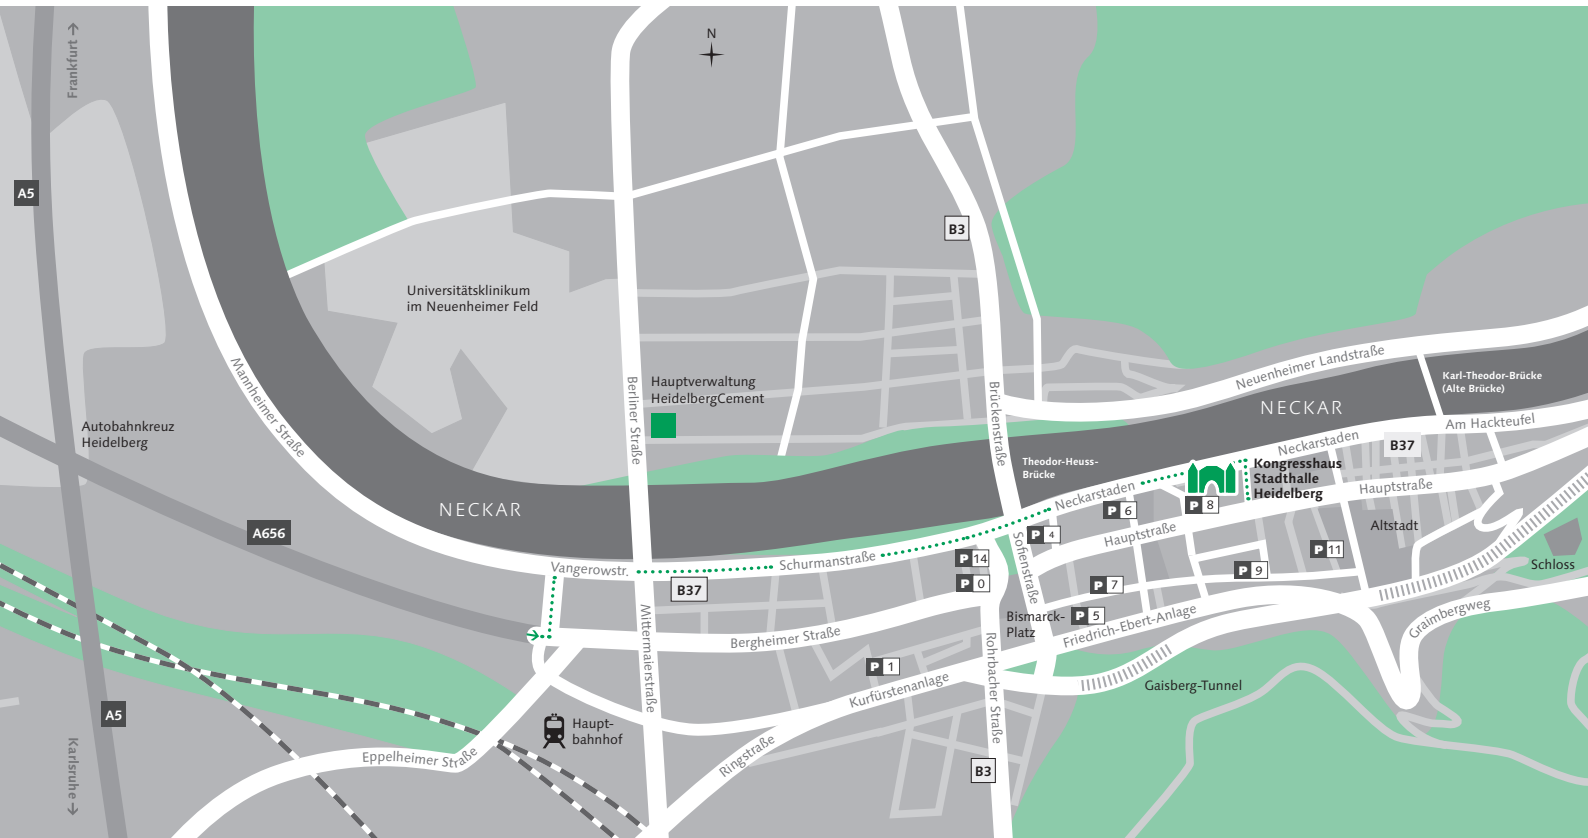 Frankfurt →
N
A5
B3
Universitätsklinikum
im Neuenheimer Feld
Mannheimer Straße
Berliner Straße
Hauptverwaltung
HeidelbergCement
Brückenstraße
Neuenheimer Landstraße
Karl-Theodor-Brücke
(Alte Brücke)
NECKAR
Am Hackteufel
Autobahnkreuz
Heidelberg
Neckarstaden
B37
Theodor-Heuss-
Brücke
Kongresshaus
Stadthalle
Heidelberg
Neckarstaden
Hauptstraße
NECKAR
P 6
P 8
A656
P 4
Hauptstraße
Altstadt
Sofienstraße
P 11
Schurmanstraße
P 14
Vangerowstr.
Schloss
P 9
B37
P 0
P 7
Bismarck-
Platz
P 5
Friedrich-Ebert-Anlage
Graimbergweg
Mittermaierstraße
Bergheimer Straße
Rohrbacher Straße
P 1
Kurfürstenanlage
Gaisberg-Tunnel
A5
Haupt-
bahnhof
Eppelheimer Straße
Ringstraße
B3
Karlsruhe →